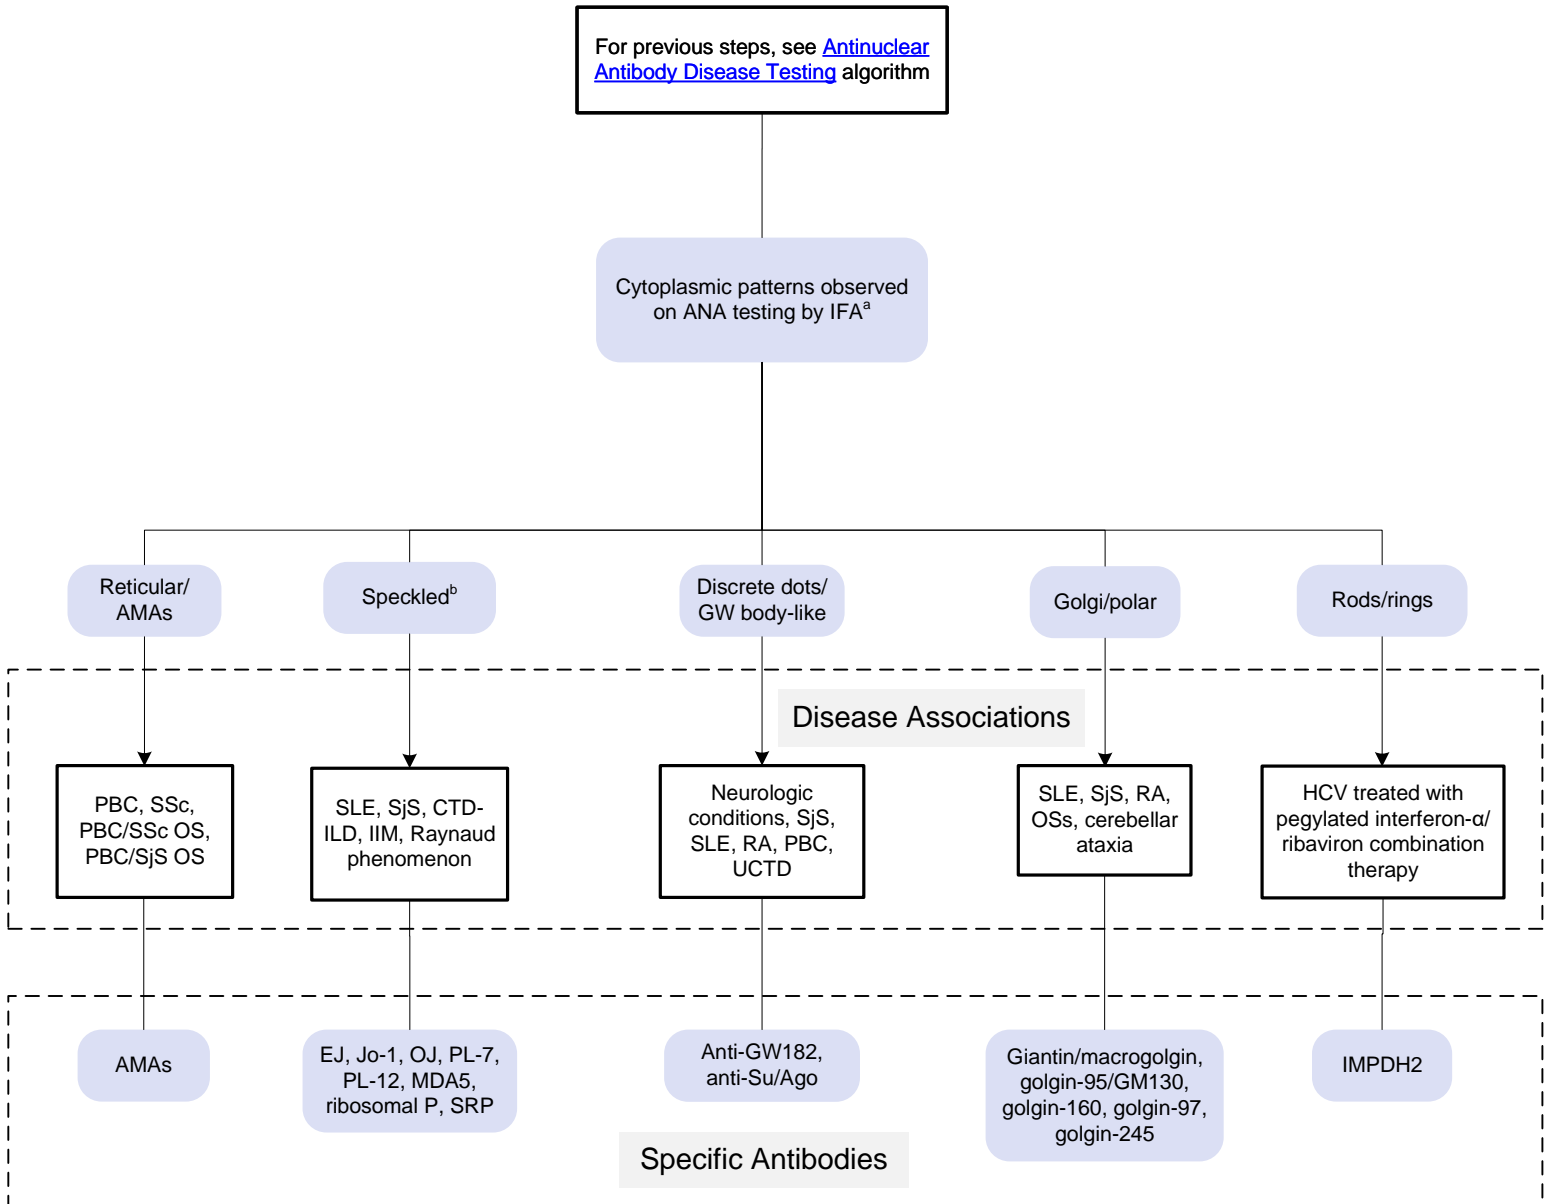 For previous steps, see Antinuclear
Antibody Disease Testing algorithm
Cytoplasmic patterns observed
on ANA testing by IFAᵃ
Reticular/
AMAs
Speckledᵇ
Discrete dots/
GW body-like
Golgi/polar
Rods/rings
Disease Associations
PBC, SSc,
PBC/SSc OS,
PBC/SjS OS
SLE, SjS, CTD-
ILD, IIM, Raynaud
phenomenon
Neurologic
conditions, SjS,
SLE, RA, PBC,
UCTD
SLE, SjS, RA,
OSs, cerebellar
ataxia
HCV treated with
pegylated interferon-α/
ribaviron combination
therapy
AMAs
EJ, Jo-1, OJ, PL-7,
PL-12, MDA5,
ribosomal P, SRP
Anti-GW182,
anti-Su/Ago
Giantin/macrogolgin,
golgin-95/GM130,
golgin-160, golgin-97,
golgin-245
IMPDH2
Specific Antibodies